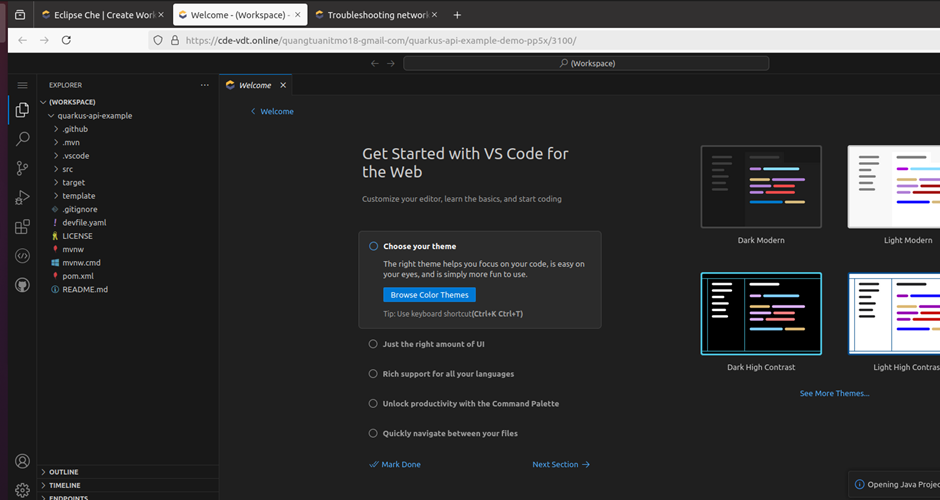 Eclipse Che | Create Work
Welcome - (Workspace) -
Troubleshooting network
https://cde-vdt.online/quangtuanitmo18-gmail-com/quarkus-api-example-demo-pp5x/3100/
(Workspace)
EXPLORER
(WORKSPACE)
quarkus-api-example
.github
.mvn
.vscode
src
target
template
.gitignore
devfile.yaml
LICENSE
mvnw
mvnw.cmd
pom.xml
README.md
OUTLINE
TIMELINE
ENDPOINTS
Welcome
Welcome
Get Started with VS Code for
the Web
Customize your editor, learn the basics, and start coding
Choose your theme
The right theme helps you focus on your code, is easy on
your eyes, and is simply more fun to use.
Browse Color Themes
Tip: Use keyboard shortcut(Ctrl+K Ctrl+T)
Just the right amount of UI
Rich support for all your languages
Unlock productivity with the Command Palette
Quickly navigate between your files
Mark Done
Next Section
Dark Modern
Light Modern
Dark High Contrast
Light High Contras
See More Themes...
Opening Java Projec